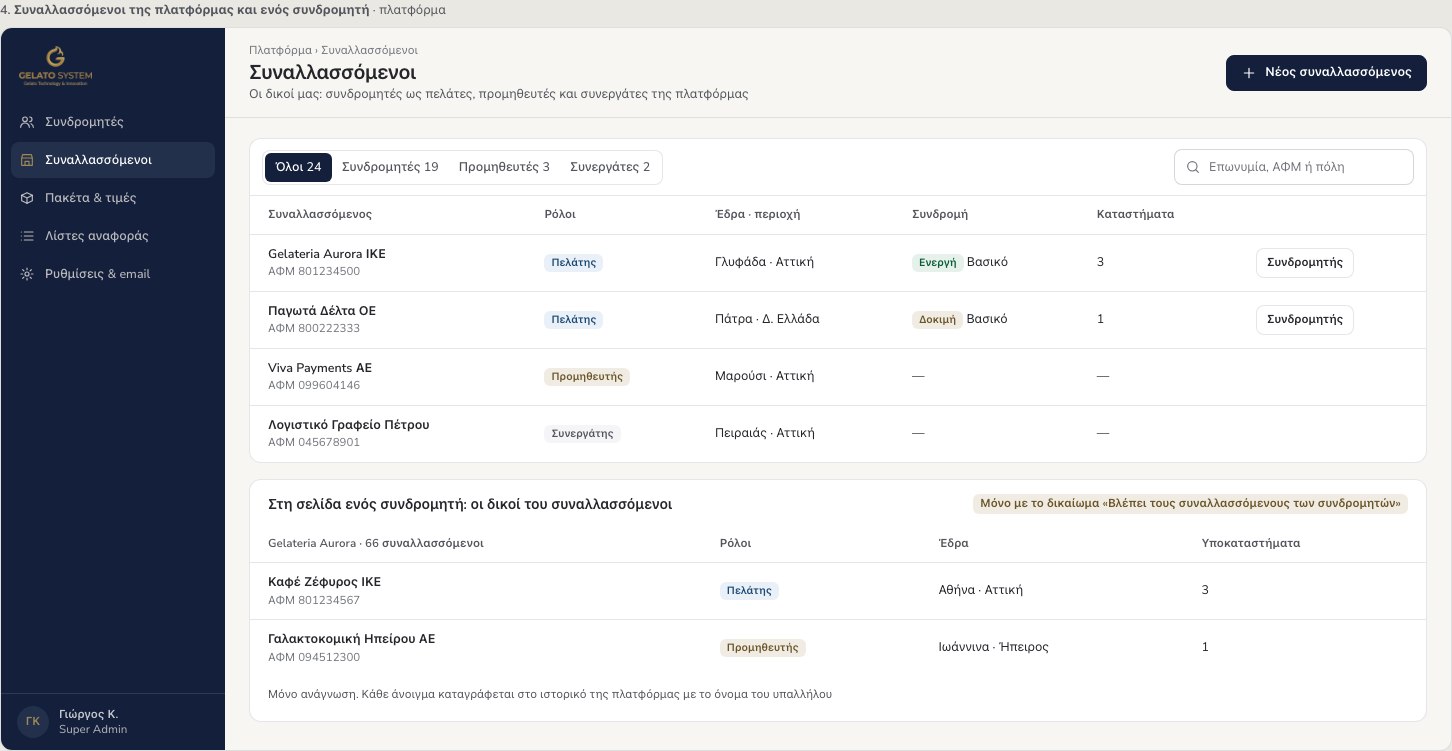 4. Συναλλασσόμενοι της πλατφόρμας και ενός συνδρομητή · πλατφόρμα
GELATO SYSTEM
Gelato Technology & Innovation
Συνδρομητές
Συναλλασσόμενοι
Πακέτα & τιμές
Λίστες αναφοράς
Ρυθμίσεις & email
ΓΚ
Γιώργος Κ.
Super Admin
Πλατφόρμα › Συναλλασσόμενοι
Συναλλασσόμενοι
Οι δικοί μας: συνδρομητές ως πελάτες, προμηθευτές και συνεργάτες της πλατφόρμας
+ Νέος συναλλασσόμενος
Όλοι 24 Συνδρομητές 19 Προμηθευτές 3 Συνεργάτες 2
Επωνυμία, ΑΦΜ ή πόλη
Συναλλασσόμενος Ρόλοι Έδρα · περιοχή Συνδρομή Καταστήματα
Gelateria Aurora ΙΚΕ
ΑΦΜ 801234500
Πελάτης Γλυφάδα · Αττική Ενεργή Βασικό 3 Συνδρομητής
Παγωτά Δέλτα ΟΕ
ΑΦΜ 800222333
Πελάτης Πάτρα · Δ. Ελλάδα Δοκιμή Βασικό 1 Συνδρομητής
Viva Payments ΑΕ
ΑΦΜ 099604146
Προμηθευτής Μαρούσι · Αττική — —
Λογιστικό Γραφείο Πέτρου
ΑΦΜ 045678901
Συνεργάτης Πειραιάς · Αττική — —
Στη σελίδα ενός συνδρομητή: οι δικοί του συναλλασσόμενοι
Μόνο με το δικαίωμα «Βλέπει τους συναλλασσόμενους των συνδρομητών»
Gelateria Aurora · 66 συναλλασσόμενοι Ρόλοι Έδρα Υποκαταστήματα
Καφέ Ζέφυρος ΙΚΕ
ΑΦΜ 801234567
Πελάτης Αθήνα · Αττική 3
Γαλακτοκομική Ηπείρου ΑΕ
ΑΦΜ 094512300
Προμηθευτής Ιωάννινα · Ήπειρος 1
Μόνο ανάγνωση. Κάθε άνοιγμα καταγράφεται στο ιστορικό της πλατφόρμας με το όνομα του υπαλλήλου